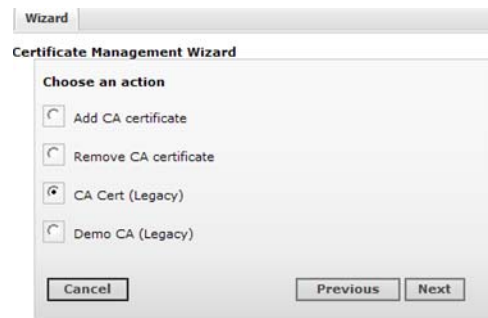 Wizard
Certificate Management Wizard
Choose an action
Add CA certificate
Remove CA certificate
CA Cert (Legacy)
Demo CA (Legacy)
Cancel Previous Next